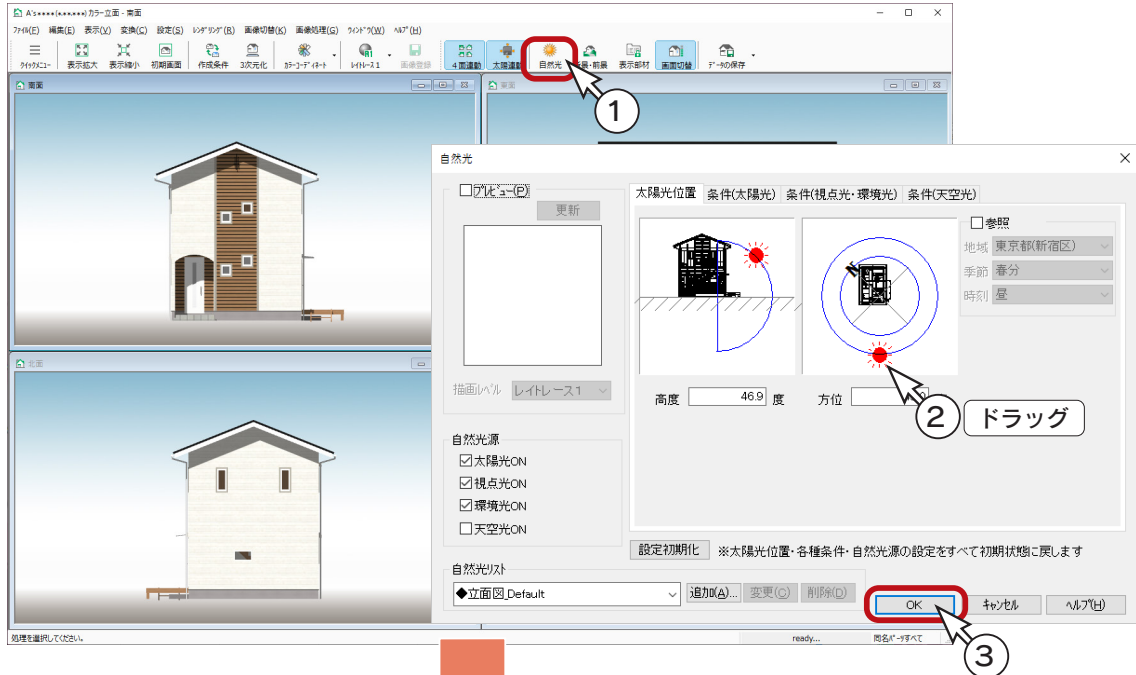 A's****(*.**.***) カラー立面 - 南面
ファイル(F) 編集(E) 表示(V) 変換(C) 設定(S) レンダリング(R) 画像切替(K) 画像処理(G) ウィンドウ(W) ヘルプ(H)
クイックメニュー 表示拡大 表示縮小 初期画面 作成条件 3次元化 カラーコーディネート レイトレース1 画像登録 4面連動 太陽連動 自然光 背景・前景 表示部材 画面切替 データの保存
南面
東面
1
自然光
プレビュー(P)
更新
描画レベル レイトレース1
太陽光位置 条件(太陽光) 条件(視点光・環境光) 条件(天空光)
N
参照
地域 東京都(新宿区)
季節 春分
時刻 昼
高度 46.9 度 方位
2 ドラッグ
北面
自然光源
太陽光ON
視点光ON
環境光ON
天空光ON
設定初期化 ※太陽光位置・各種条件・自然光源の設定をすべて初期状態に戻します
自然光リスト
◆立面図_Default 追加(A)... 変更(C) 削除(D)
OK キャンセル ヘルプ(H)
3
処理を選択してください。 ready... 同名パーツすべて